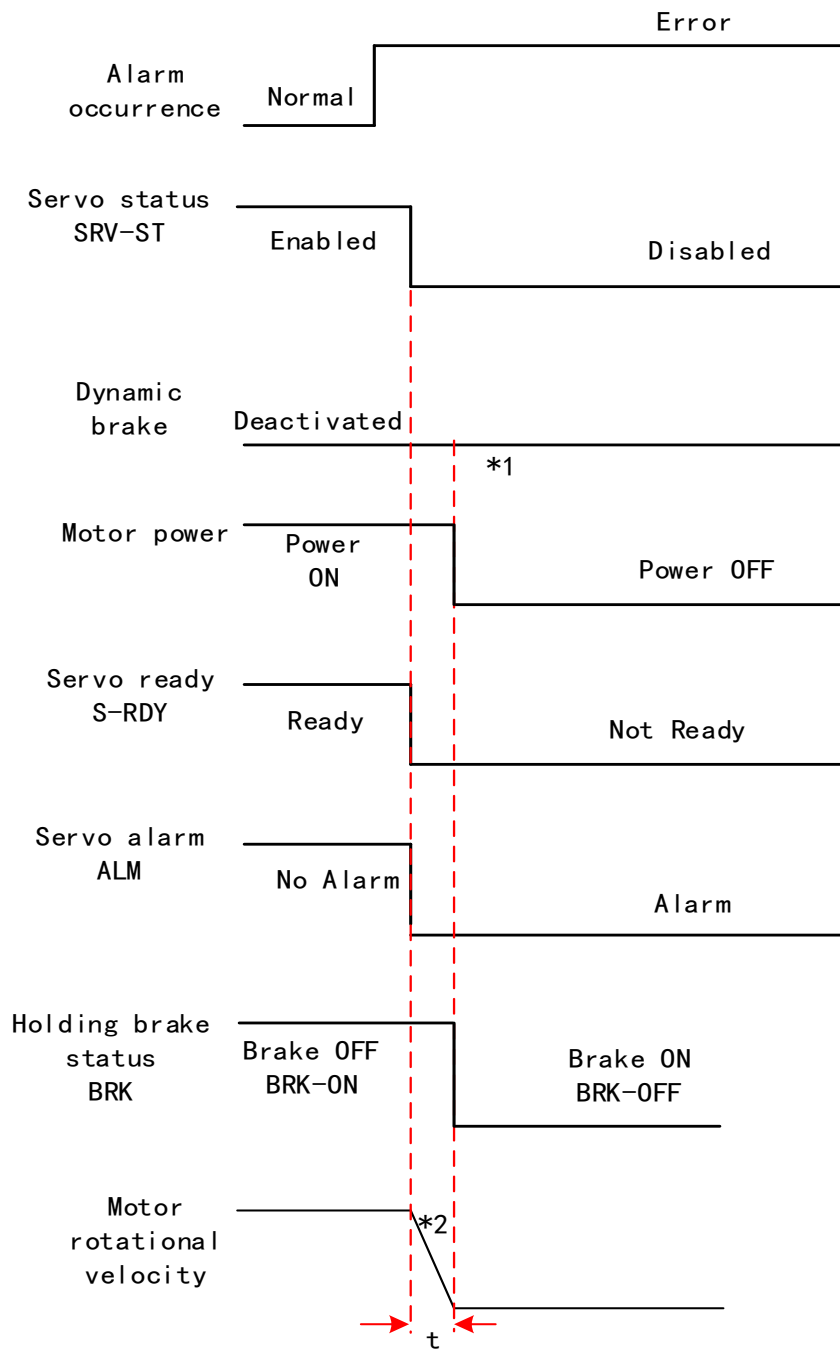 Error
Alarm
occurrence
Normal
Servo status
SRV-ST
Enabled
Disabled
Dynamic
brake
Deactivated
*1
Motor power
Power
ON
Power OFF
Servo ready
S-RDY
Ready
Not Ready
Servo alarm
ALM
No Alarm
Alarm
Holding brake
status
BRK
Brake OFF
BRK-ON
Brake ON
BRK-OFF
Motor
rotational
velocity
*2
t